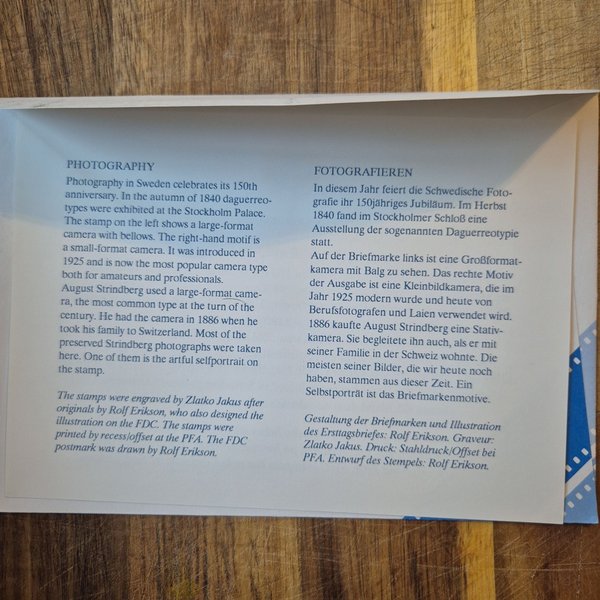 PHOTOGRAPHY
Photography in Sweden celebrates its 150th
anniversary. In the autumn of 1840 daguerreo-
types were exhibited at the Stockholm Palace.
The stamp on the left shows a large-format
camera with bellows. The right-hand motif is
a small-format camera. It was introduced in
1925 and is now the most popular camera type
both for amateurs and professionals.
August Strindberg used a large-format came-
ra, the most common type at the turn of the
century. He had the camera in 1886 when he
took his family to Switzerland. Most of the
preserved Strindberg photographs were taken
here. One of them is the artful selfportrait on
the stamp.
The stamps were engraved by Zlatko Jakus after
originals by Rolf Erikson, who also designed the
illustration on the FDC. The stamps were
printed by recess/offset at the PFA. The FDC
postmark was drawn by Rolf Erikson.
FOTOGRAFIEREN
In diesem Jahr feiert die Schwedische Foto-
grafie ihr 150jähriges Jubiläum. Im Herbst
1840 fand im Stockholmer Schloß eine
Ausstellung der sogenannten Daguerreotypie
statt.
Auf der Briefmarke links ist eine Großformat-
kamera mit Balg zu sehen. Das rechte Motiv
der Ausgabe ist eine Kleinbildkamera, die im
Jahr 1925 modern wurde und heute von
Berufsfotografen und Laien verwendet wird.
1886 kaufte August Strindberg eine Stativ-
kamera. Sie begleitete ihn auch, als er mit
seiner Familie in der Schweiz wohnte. Die
meisten seiner Bilder, die wir heute noch
haben, stammen aus dieser Zeit. Ein
Selbstporträt ist das Briefmarkenmotive.
Gestaltung der Briefmarken und Illustration
des Ersttagsbriefes: Rolf Erikson. Graveur:
Zlatko Jakus. Druck: Stahldruck/Offset bei
PFA. Entwurf des Stempels: Rolf Erikson.